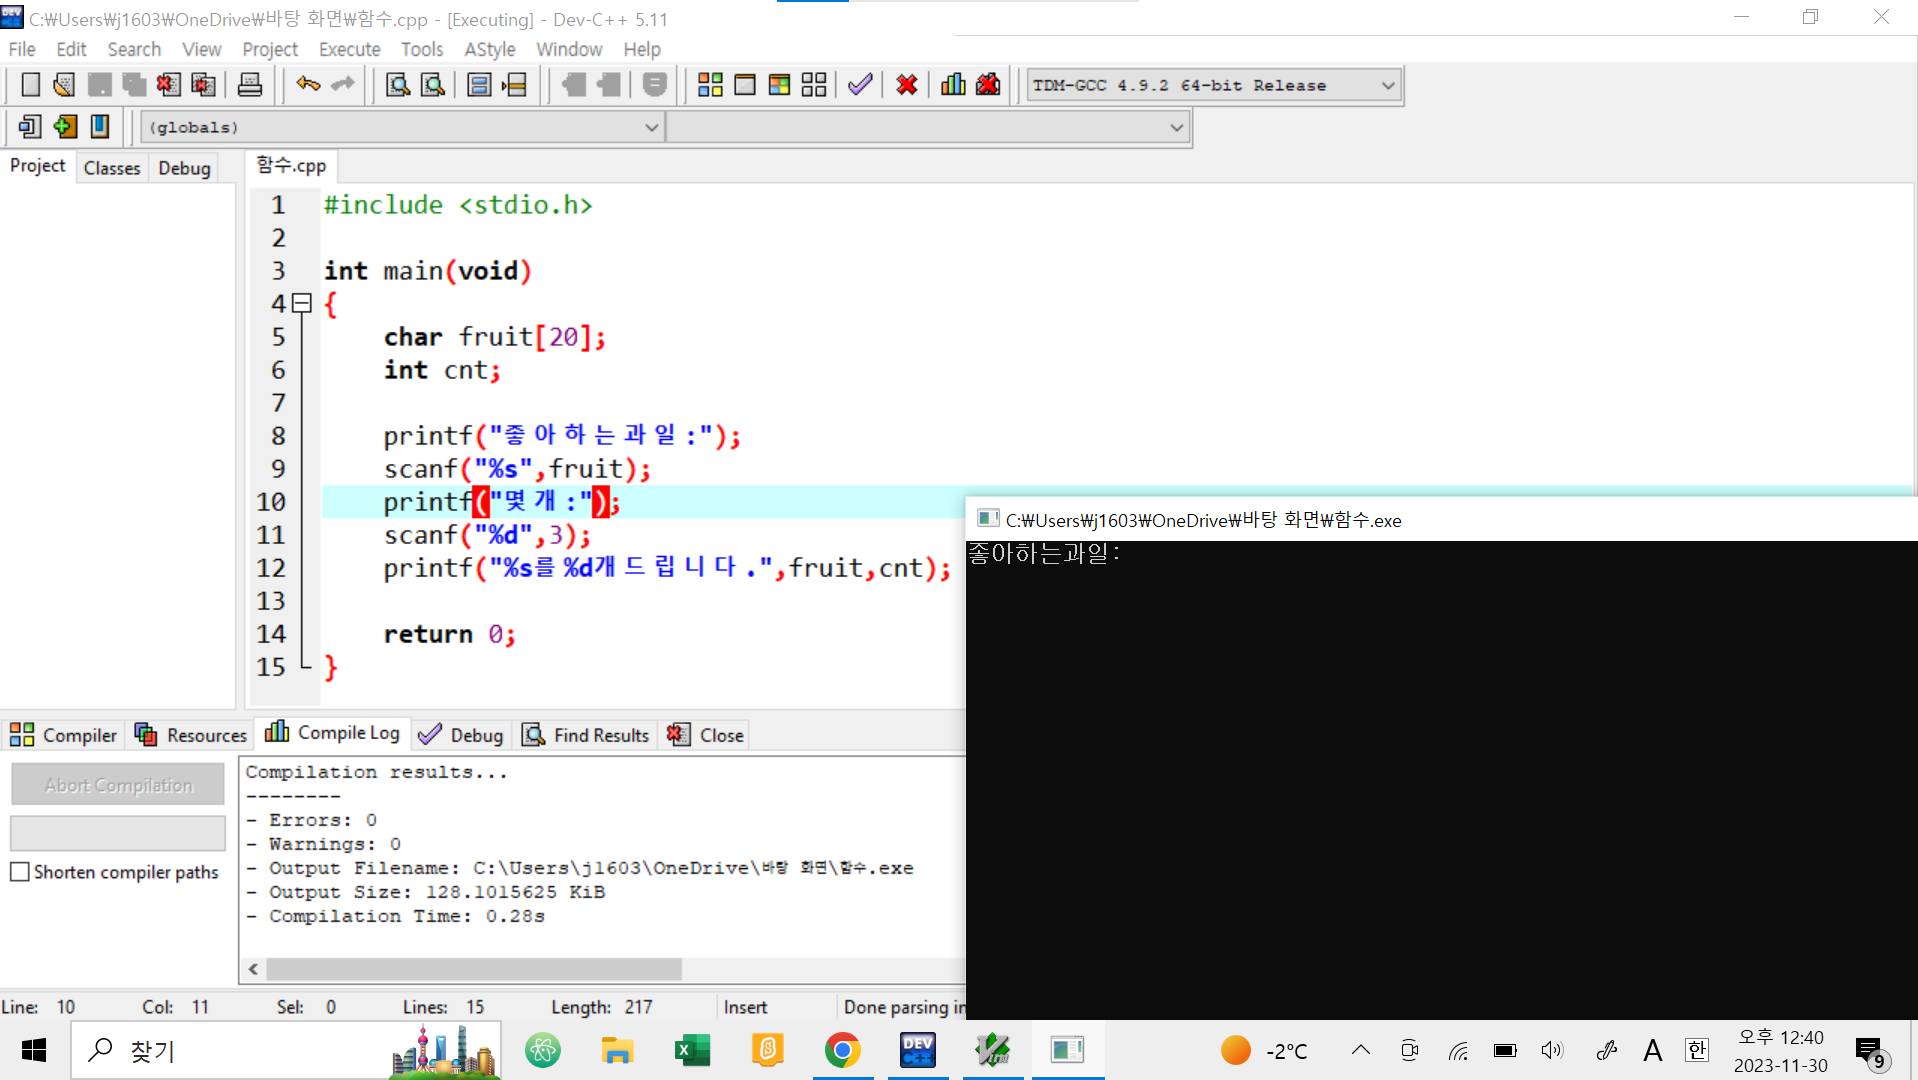 C:₩Users₩j1603₩OneDrive₩바탕 화면₩함수.cpp - [Executing] - Dev-C++ 5.11
File Edit Search View Project Execute Tools AStyle Window Help
TDM-GCC 4.9.2 64-bit Release
(globals)
Project Classes Debug
함수.cpp
1 #include <stdio.h>
2
3 int main(void)
4 {
5 char fruit[20];
6 int cnt;
7
8 printf("좋아하는과일:");
9 scanf("%s",fruit);
10 printf("몇개:");
11 scanf("%d",3);
12 printf("%s를 %d개드립니다.",fruit,cnt);
13
14 return 0;
15 }
C:₩Users₩j1603₩OneDrive₩바탕 화면₩함수.exe
좋아하는과일:
Compiler Resources Compile Log Debug Find Results Close
Abort Compilation
Shorten compiler paths
Compilation results...
--------
- Errors: 0
- Warnings: 0
- Output Filename: C:\Users\j1603\OneDrive\바탕 화면\함수.exe
- Output Size: 128.1015625 KiB
- Compilation Time: 0.28s
Line: 10 Col: 11 Sel: 0 Lines: 15 Length: 217 Insert Done parsing in
찾기
DEV
-2°C
A
한
오후 12:40
2023-11-30
9